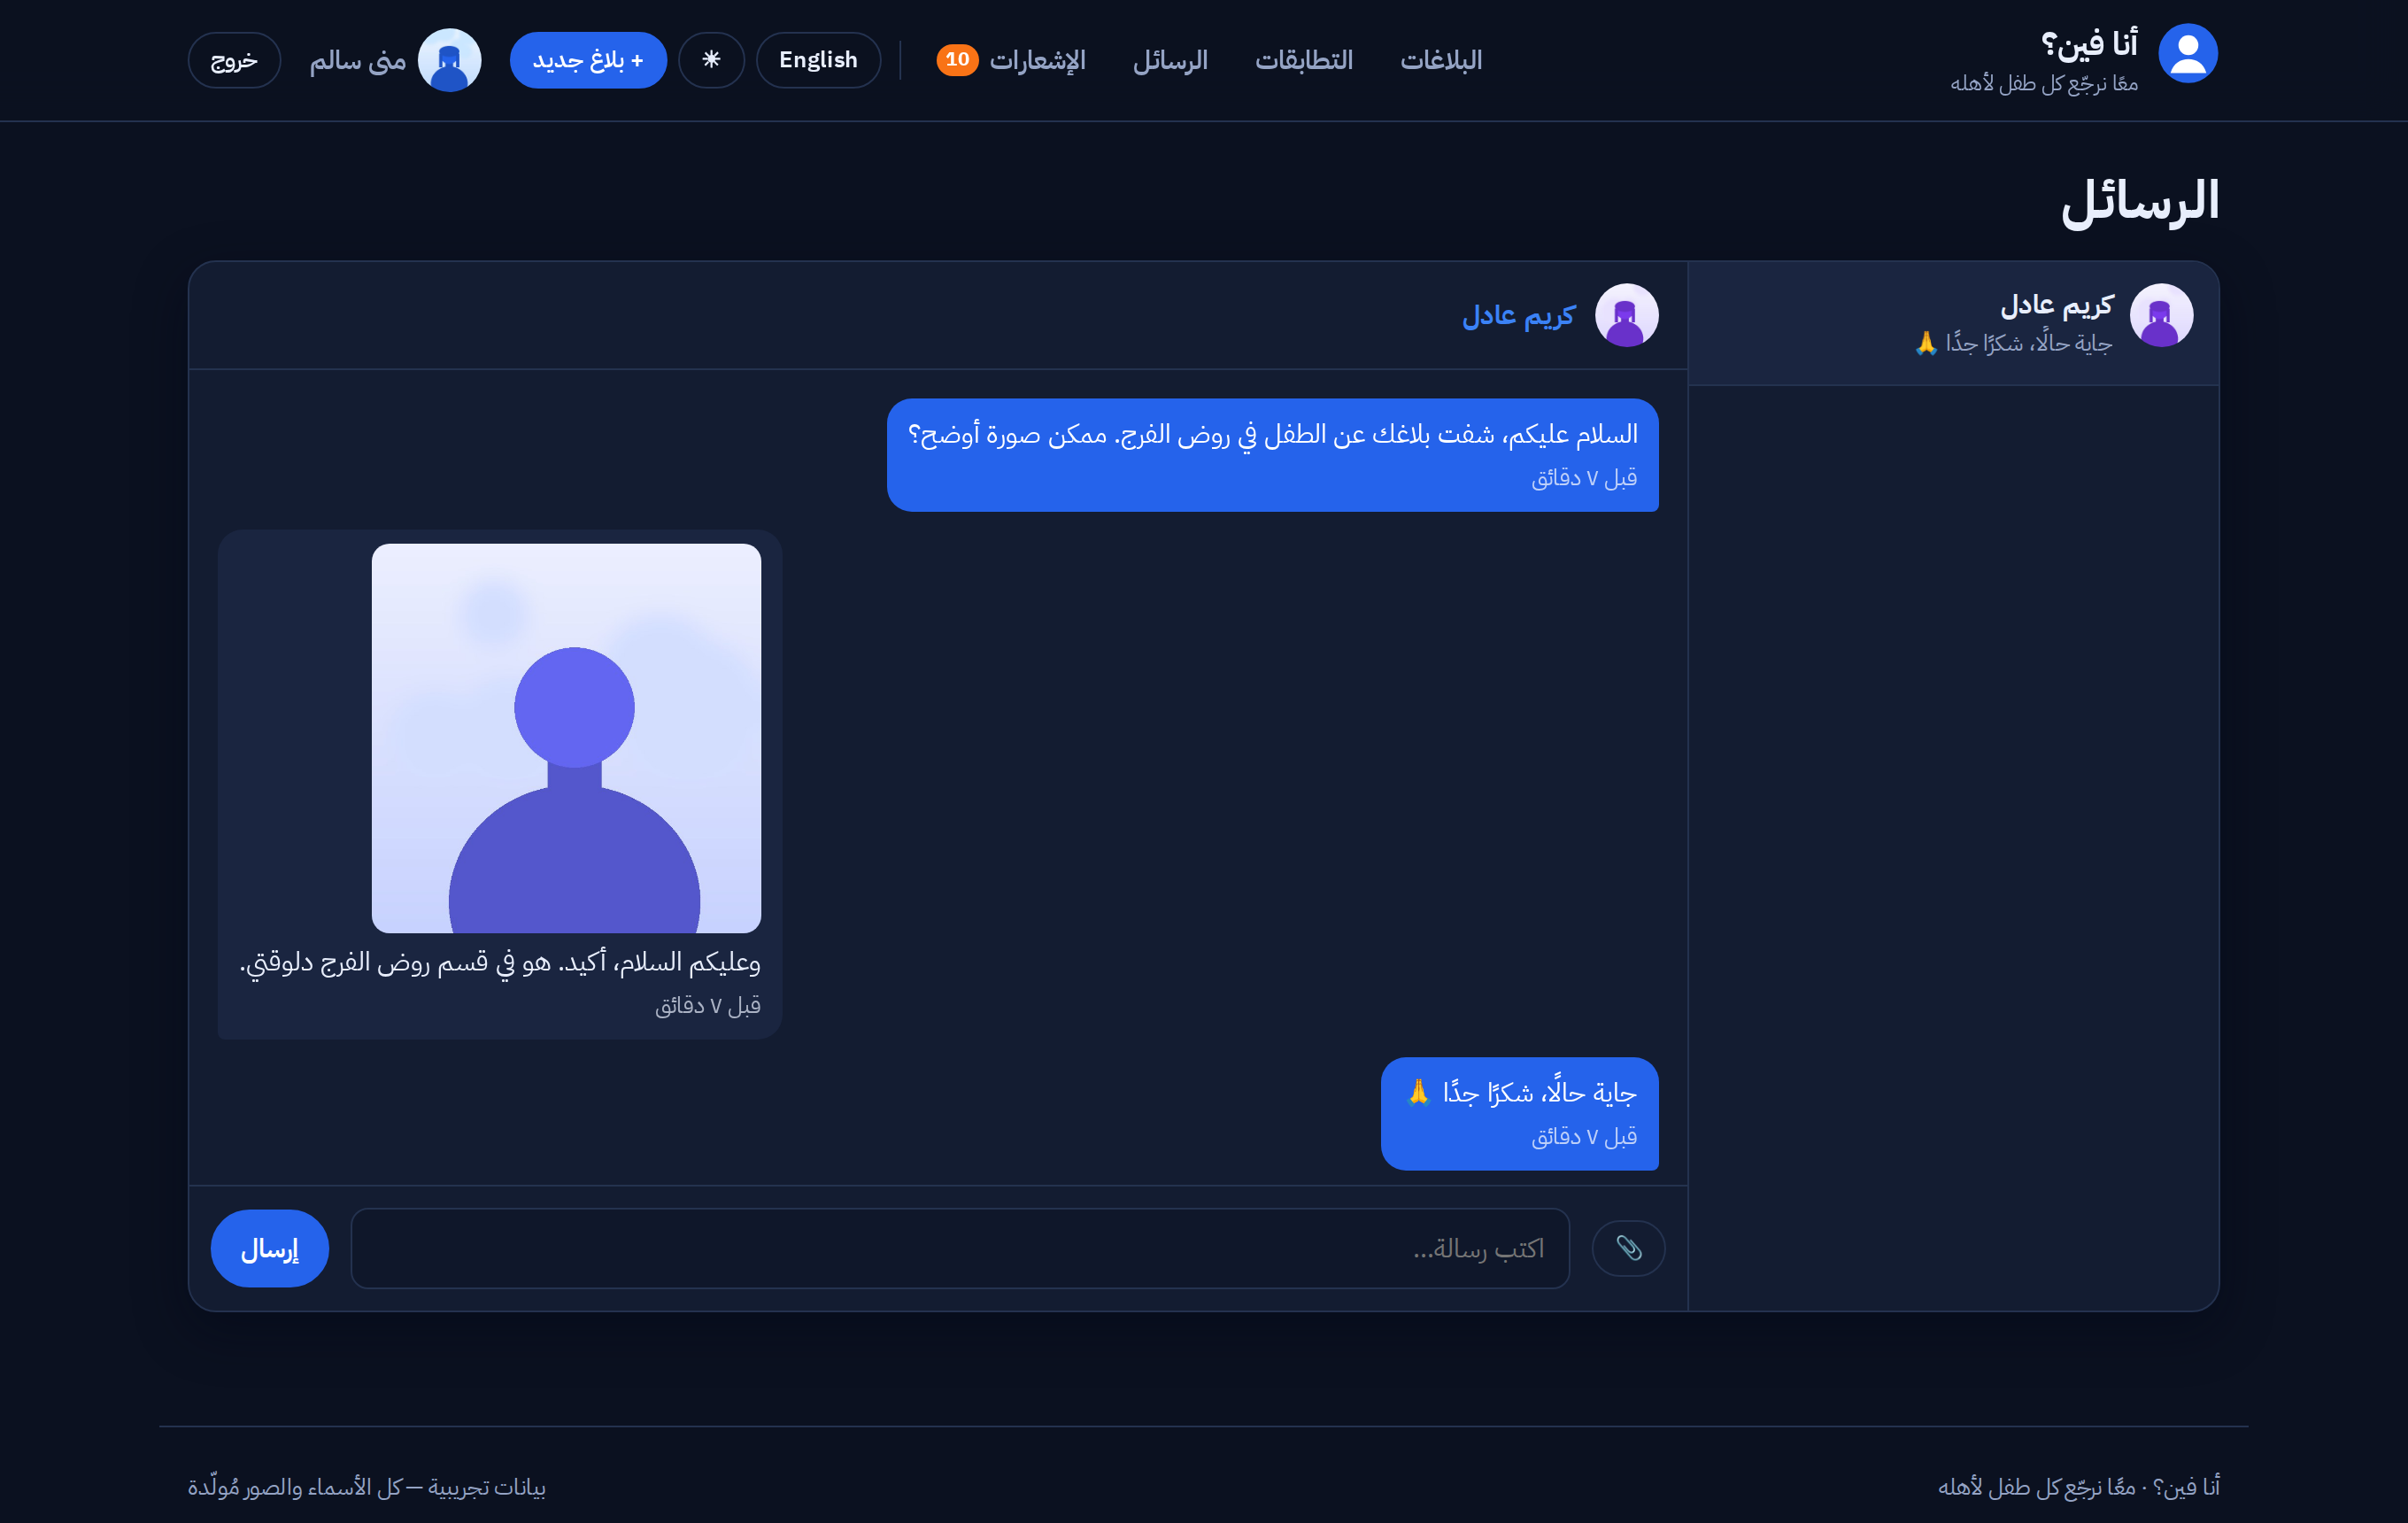 أنا فين؟
معًا نرجّع كل طفل لأهله
البلاغات
التطابقات
الرسائل
الإشعارات 10
English
+ بلاغ جديد
منى سالم
خروج
الرسائل
كريم عادل
جاية حالًا، شكرًا جدًا 🙏
كريم عادل
السلام عليكم، شفت بلاغك عن الطفل في روض الفرج. ممكن صورة أوضح؟
قبل ٧ دقائق
وعليكم السلام، أكيد. هو في قسم روض الفرج دلوقتي.
قبل ٧ دقائق
جاية حالًا، شكرًا جدًا 🙏
قبل ٧ دقائق
اكتب رسالة...
إرسال
أنا فين؟ · معًا نرجّع كل طفل لأهله
بيانات تجريبية — كل الأسماء والصور مُولّدة